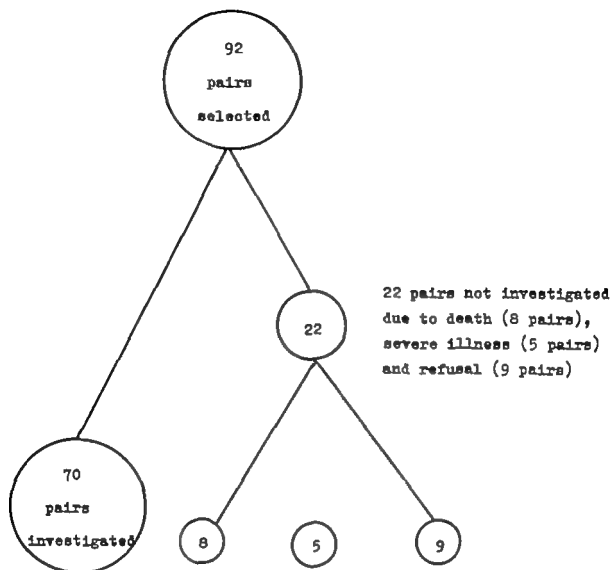 92
pairs
selected
22
22 pairs not investigated
due to death (8 pairs),
severe illness (5 pairs)
and refusal (9 pairs)
70
pairs
investigated
8
5
9